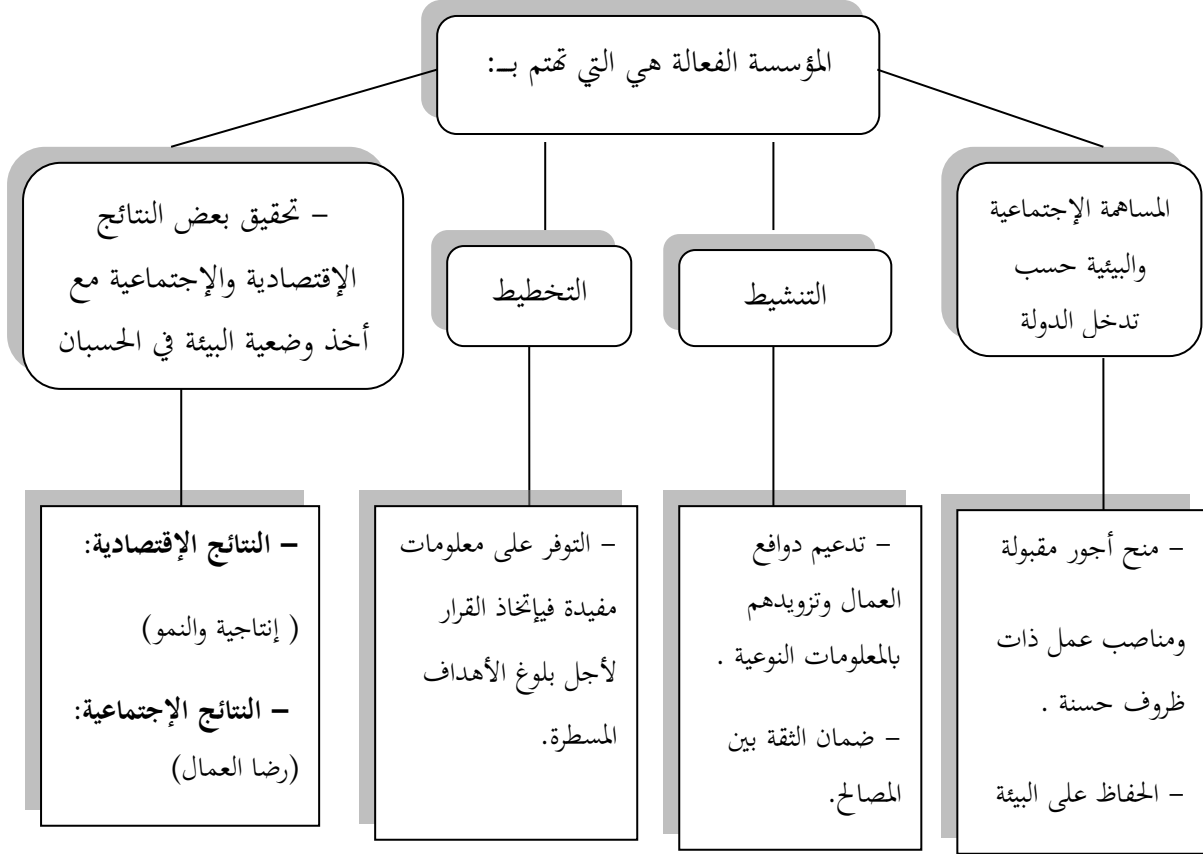 المؤسسة الفعالة هي التي تهتم بـــ:
المساهمة الإجتماعية
والبيئية حسب
تدخل الدولة
التنشيط
التخطيط
– تحقيق بعض النتائج
الإقتصادية والإجتماعية مع
أخذ وضعية البيئة في الحسبان
– منح أجور مقبولة
ومناصب عمل ذات
ظروف حسنة .
– الحفاظ على البيئة
– تدعيم دوافع
العمال وتزويدهم
بالمعلومات النوعية .
– ضمان الثقة بين
المصالح.
– التوفر على معلومات
مفيدة فيإتخاذ القرار
لأجل بلوغ الأهداف
المسطرة.
– النتائج الإقتصادية:
( إنتاجية والنمو)
– النتائج الإجتماعية:
(رضا العمال)